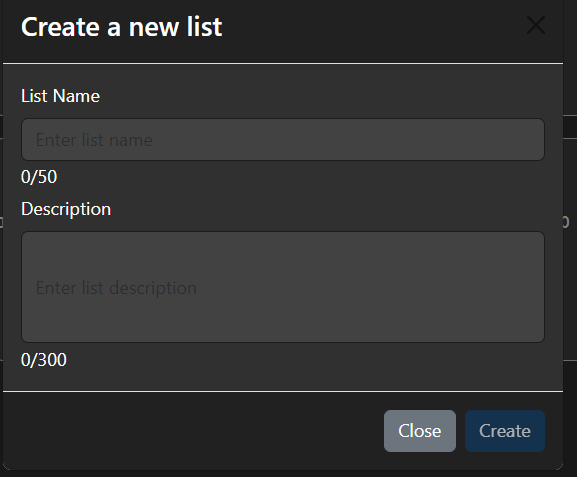 Create a new list
List Name
Enter list name
0/50
Description
Enter list description
0/300
Close
Create